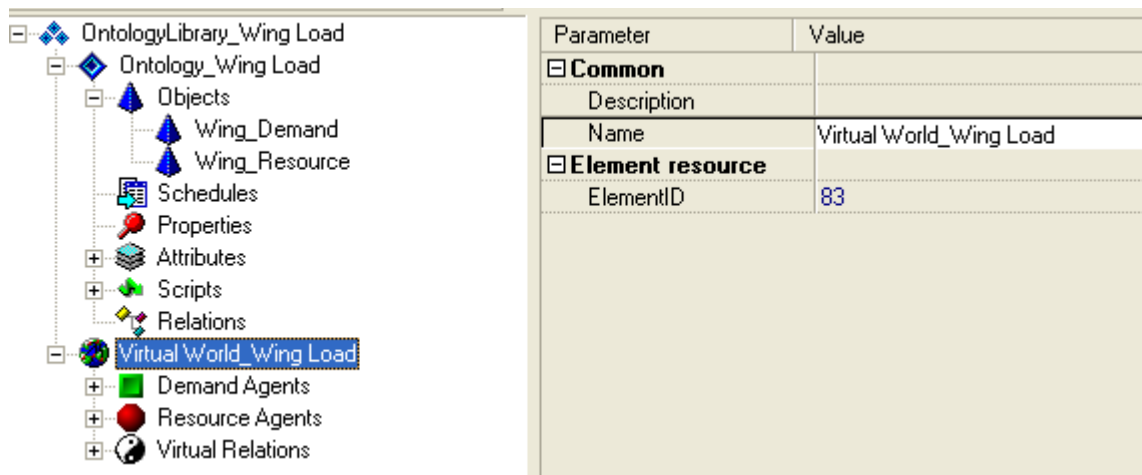 OntologyLibrary_Wing Load
Ontology_Wing Load
Objects
Wing_Demand
Wing_Resource
Schedules
Properties
Attributes
Scripts
Relations
Virtual World_Wing Load
Demand Agents
Resource Agents
Virtual Relations
Parameter Value
Common
Description
Name Virtual World_Wing Load
Element resource
ElementID 83